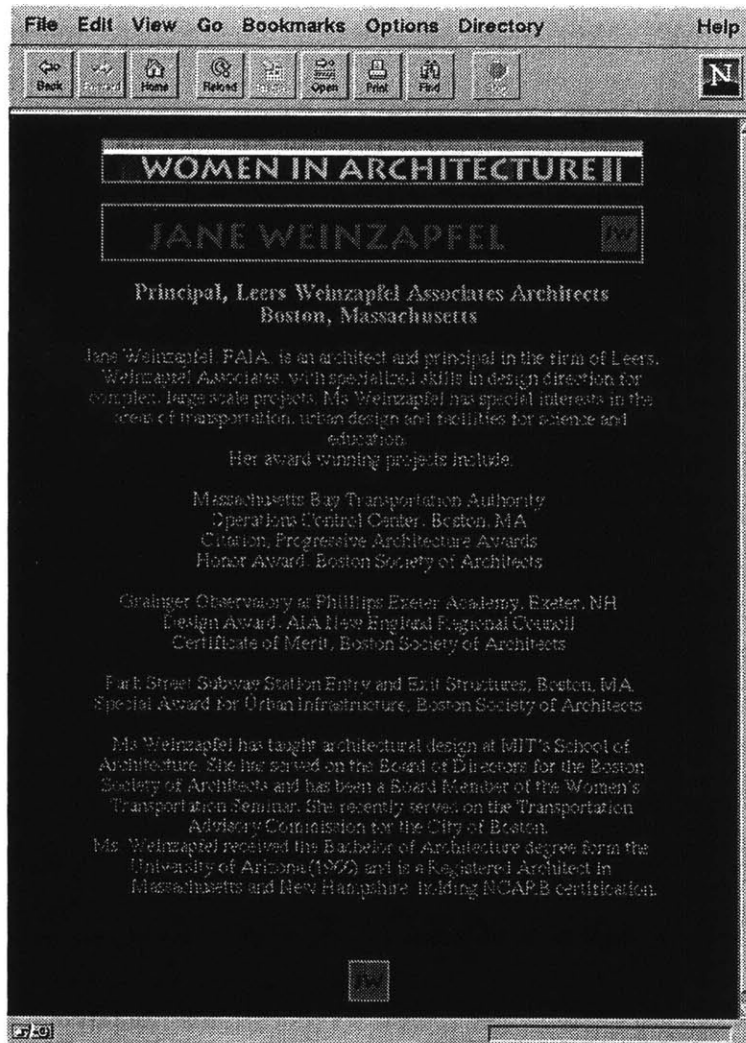 File Edit View Go Bookmarks Options Directory Help
Back Forward Home Reload Open Print Find Stop N
WOMEN IN ARCHITECTURE II
JANE WEINZAPFEL JW
Principal, Leers Weinzapfel Associates Architects
Boston, Massachusetts
Jane Weinzapfel, FAIA, is an architect and principal in the firm of Leers,
Weinzapfel Associates, with specialized skills in design direction for
complex, large scale projects. Ms Weinzapfel has special interests in the
areas of transportation, urban design and facilities for science and
education.
Her award winning projects include:
Massachusetts Bay Transportation Authority
Operations Control Center, Boston, MA
Citation, Progressive Architecture Awards
Honor Award, Boston Society of Architects
Grainger Observatory at Phillips Exeter Academy, Exeter, NH
Design Award, AIA New England Regional Council
Certificate of Merit, Boston Society of Architects
Park Street Subway Station Entry and Exit Structures, Boston, MA
Special Award for Urban Infrastructure, Boston Society of Architects
Ms Weinzapfel has taught architectural design at MIT's School of
Architecture. She has served on the Board of Directors for the Boston
Society of Architects and has been a Board Member of the Women's
Transportation Seminar. She recently served on the Transportation
Advisory Commission for the City of Boston.
Ms. Weinzapfel received the Bachelor of Architecture degree form the
University of Arizona (1966) and is a Registered Architect in
Massachusetts and New Hampshire, holding NCARB certification.
JW